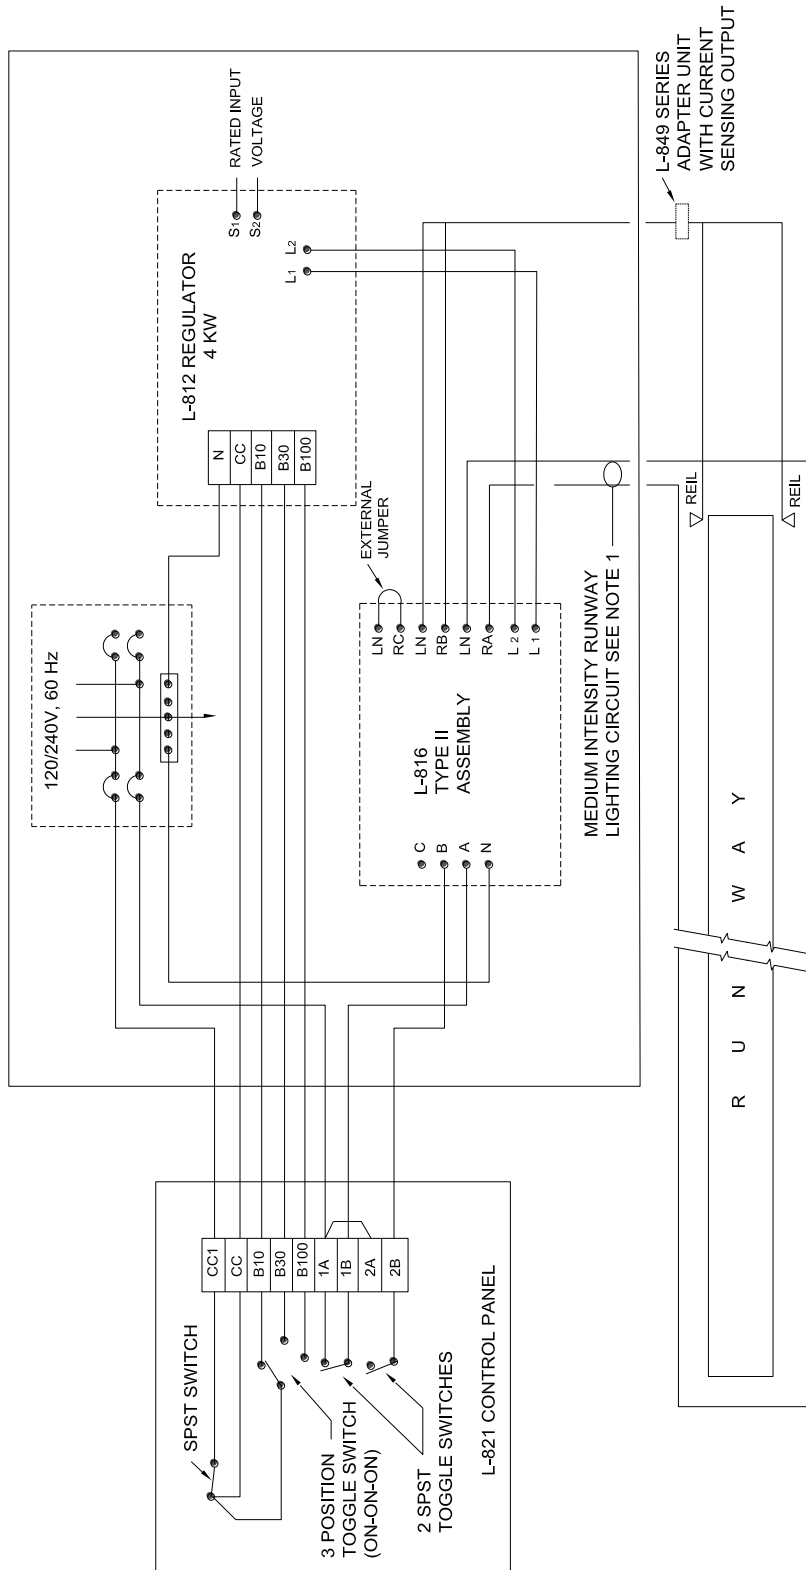 SPST SWITCH
3 POSITION
TOGGLE SWITCH
(ON-ON-ON)
2 SPST
TOGGLE SWITCHES
L-821 CONTROL PANEL
CC1
CC
B10
B30
B100
1A
1B
2A
2B
120/240V, 60 Hz
L-816
TYPE II
ASSEMBLY
C
B
A
N
LN
RC
LN
RB
LN
RA
L 2
L 1
EXTERNAL
JUMPER
L-812 REGULATOR
4 KW
N
CC
B10
B30
B100
S1
S2
RATED INPUT
VOLTAGE
L1
L2
MEDIUM INTENSITY RUNWAY
LIGHTING CIRCUIT SEE NOTE 1
L-849 SERIES
ADAPTER UNIT
WITH CURRENT
SENSING OUTPUT
REIL
REIL
R U N W A Y